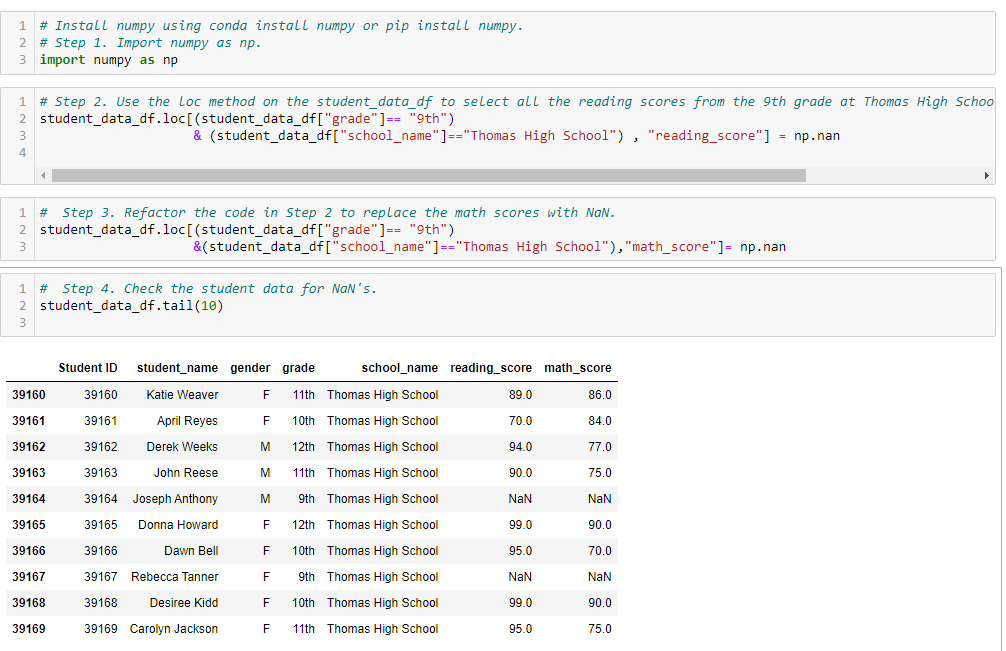 1 # Install numpy using conda install numpy or pip install numpy.
2 # Step 1. Import numpy as np.
3 import numpy as np
1 # Step 2. Use the loc method on the student_data_df to select all the reading scores from the 9th grade at Thomas High Schoo
2 student_data_df.loc[(student_data_df["grade"]== "9th")
3 & (student_data_df["school_name"]=="Thomas High School") , "reading_score"] = np.nan
4
1 #  Step 3. Refactor the code in Step 2 to replace the math scores with NaN.
2 student_data_df.loc[(student_data_df["grade"]== "9th")
3 &(student_data_df["school_name"]=="Thomas High School"),"math_score"]= np.nan
1 #  Step 4. Check the student data for NaN's.
2 student_data_df.tail(10)
3
Student ID student_name gender grade school_name reading_score math_score
39160 39160 Katie Weaver F 11th Thomas High School 89.0 86.0
39161 39161 April Reyes F 10th Thomas High School 70.0 84.0
39162 39162 Derek Weeks M 12th Thomas High School 94.0 77.0
39163 39163 John Reese M 11th Thomas High School 90.0 75.0
39164 39164 Joseph Anthony M 9th Thomas High School NaN NaN
39165 39165 Donna Howard F 12th Thomas High School 99.0 90.0
39166 39166 Dawn Bell F 10th Thomas High School 95.0 70.0
39167 39167 Rebecca Tanner F 9th Thomas High School NaN NaN
39168 39168 Desiree Kidd F 10th Thomas High School 99.0 90.0
39169 39169 Carolyn Jackson F 11th Thomas High School 95.0 75.0